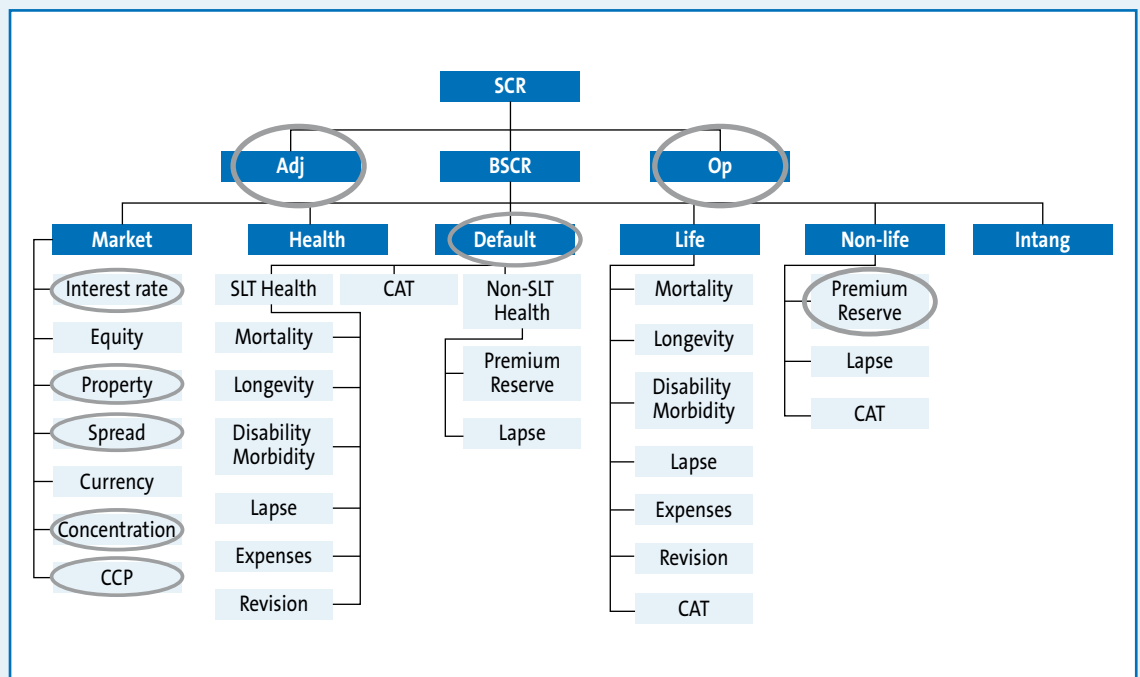 SCR
Adj
BSCR
Op
Market
Health
Default
Life
Non-life
Intang
Interest rate
Equity
Property
Spread
Currency
Concentration
CCP
SLT Health
Mortality
Longevity
Disability
Morbidity
Lapse
Expenses
Revision
CAT
Non-SLT
Health
Premium
Reserve
Lapse
Mortality
Longevity
Disability
Morbidity
Lapse
Expenses
Revision
CAT
Premium
Reserve
Lapse
CAT